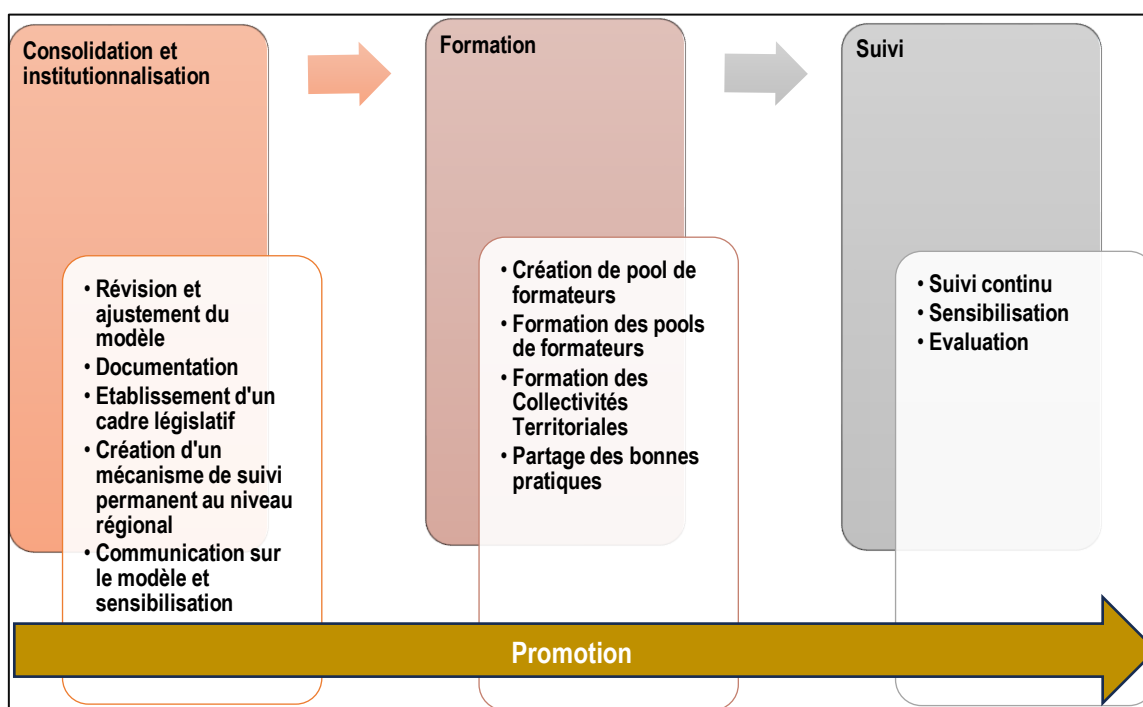 Consolidation et
institutionnalisation
• Révision et
ajustement du
modèle
• Documentation
• Etablissement d'un
cadre législatif
• Création d'un
mécanisme de suivi
permanent au niveau
régional
• Communication sur
le modèle et
sensibilisation
Formation
• Création de pool de
formateurs
• Formation des pools
de formateurs
• Formation des
Collectivités
Territoriales
• Partage des bonnes
pratiques
Suivi
• Suivi continu
• Sensibilisation
• Evaluation
Promotion